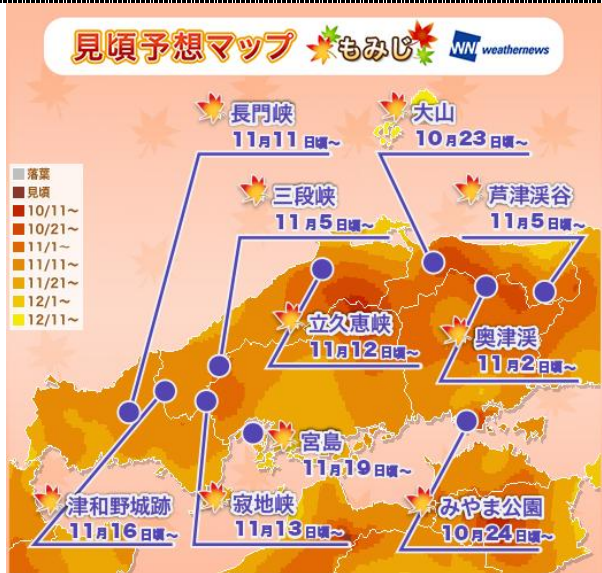 見頃予想マップ もみじ WN weathernews
長門峡
11月11日頃~
大山
10月23日頃~
三段峡
11月5日頃~
芦津渓谷
11月5日頃~
落葉
見頃
10/11~
10/21~
11/1~
11/11~
11/21~
12/1~
12/11~
立久恵峡
11月12日頃~
奥津渓
11月2日頃~
宮島
11月19日頃~
津和野城跡
11月16日頃~
寂地峡
11月13日頃~
みやま公園
10月24日頃~